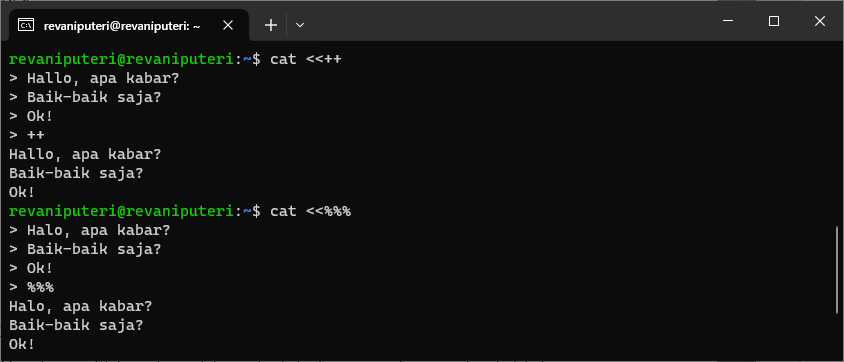 revaniputeri@revaniputeri: ~
revaniputeri@revaniputeri:~$ cat <<++
> Hallo, apa kabar?
> Baik-baik saja?
> Ok!
> ++
Hallo, apa kabar?
Baik-baik saja?
Ok!
revaniputeri@revaniputeri:~$ cat <<%%%
> Halo, apa kabar?
> Baik-baik saja?
> Ok!
> %%%
Halo, apa kabar?
Baik-baik saja?
Ok!